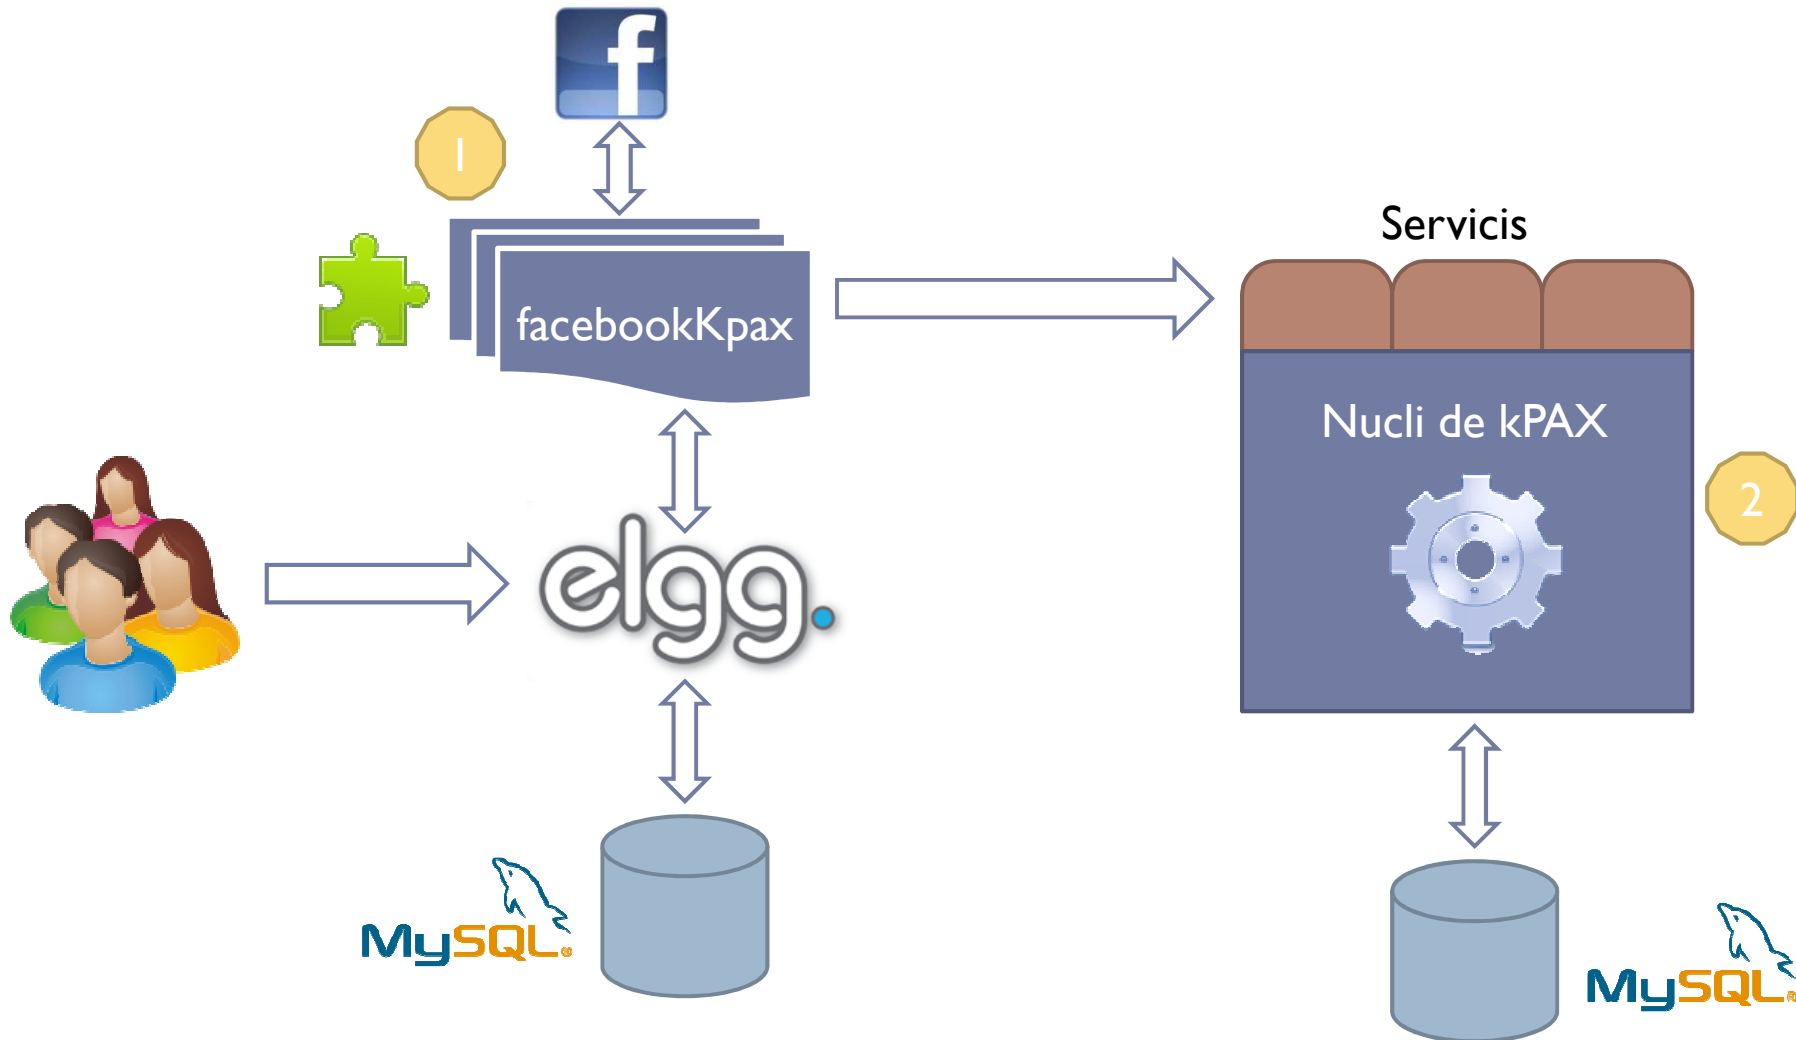 f
1
Servicis
facebookKpax
Nucli de kPAX
2
elgg.
MySQL®
MySQL®